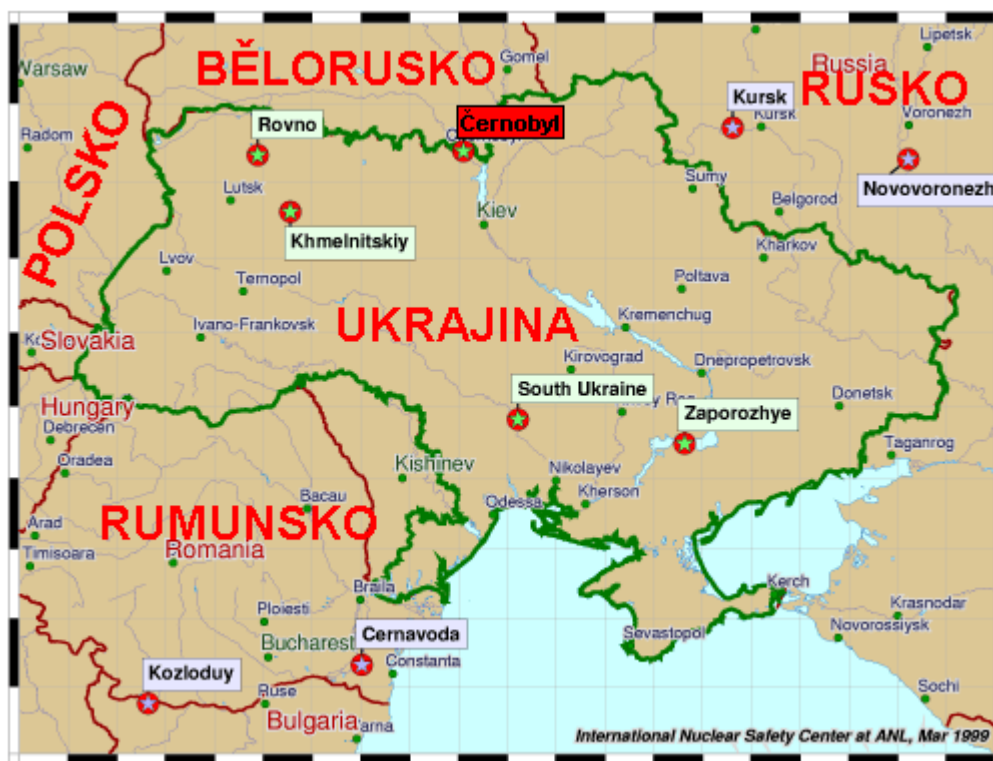 Gomel
Lipetsk
BĚLORUSKO
Russia
Warsaw
RUSKO
Kursk
Rovno
Černobyl
Kursk
Voronezh
Radom
POLSKO
Lutsk
Sumy
Novovoronezh
Kiev
Belgorod
Khmelnitskiy
Kharkov
Lvov
Ternopol
Poltava
Ivano-Frankovsk
UKRAJINA
Kremenchug
Slovakia
Kirovograd
Dnepropetrovsk
South Ukraine
Donetsk
Hungary
Zaporozhye
Debrecen
Taganrog
Oradea
Kishinev
Nikolayev
Bacau
Odessa
Kherson
Arad
RUMUNSKO
Romania
Timisoara
Kerch
Braila
Krasnodar
Ploiesti
Cernavoda
Sevastopol
Novorossiysk
Bucharest
Constanta
Kozloduy
Ruse
Sochi
Bulgaria
International Nuclear Safety Center at ANL, Mar 1999